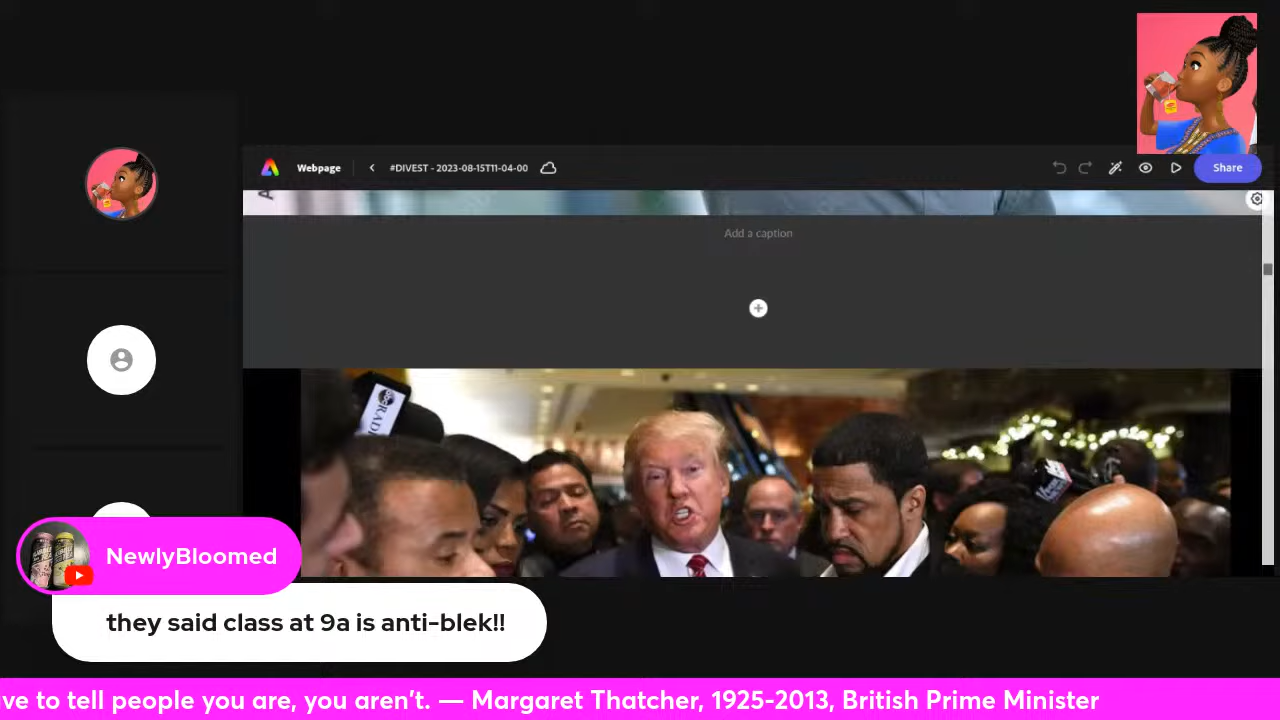 Webpage
#DIVEST - 2023-08-15T11-04-00
Share
Add a caption
NewlyBloomed
they said class at 9a is anti-blek!!
ve to tell people you are, you aren't. — Margaret Thatcher, 1925-2013, British Prime Minister